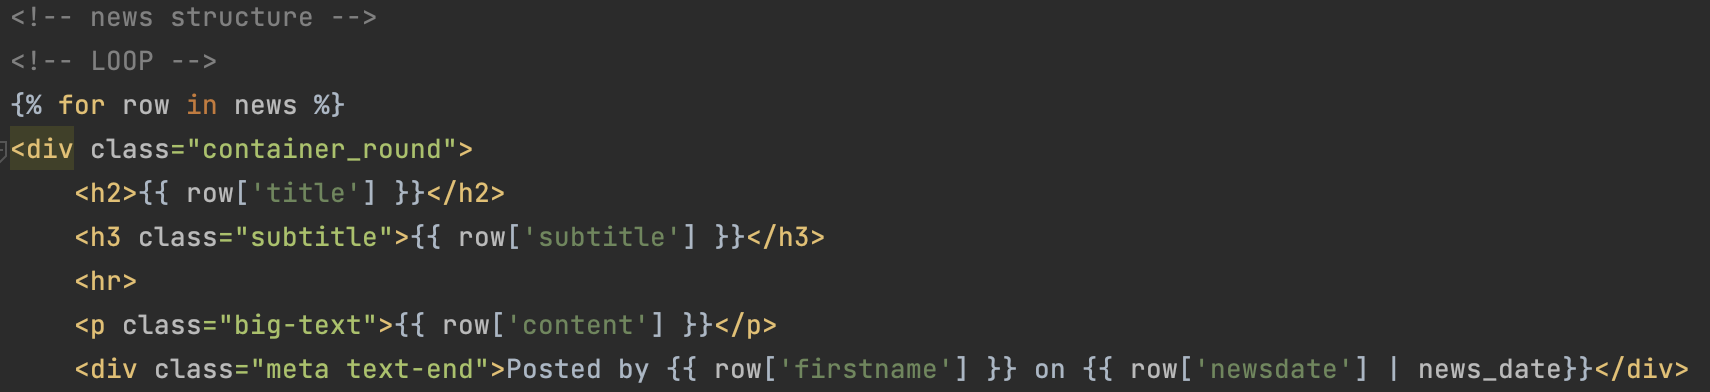 <!-- news structure -->
<!-- LOOP -->
{% for row in news %}
<div class="container_round">
    <h2>{{ row['title'] }}</h2>
    <h3 class="subtitle">{{ row['subtitle'] }}</h3>
    <hr>
    <p class="big-text">{{ row['content'] }}</p>
    <div class="meta text-end">Posted by {{ row['firstname'] }} on {{ row['newsdate'] | news_date}}</div>